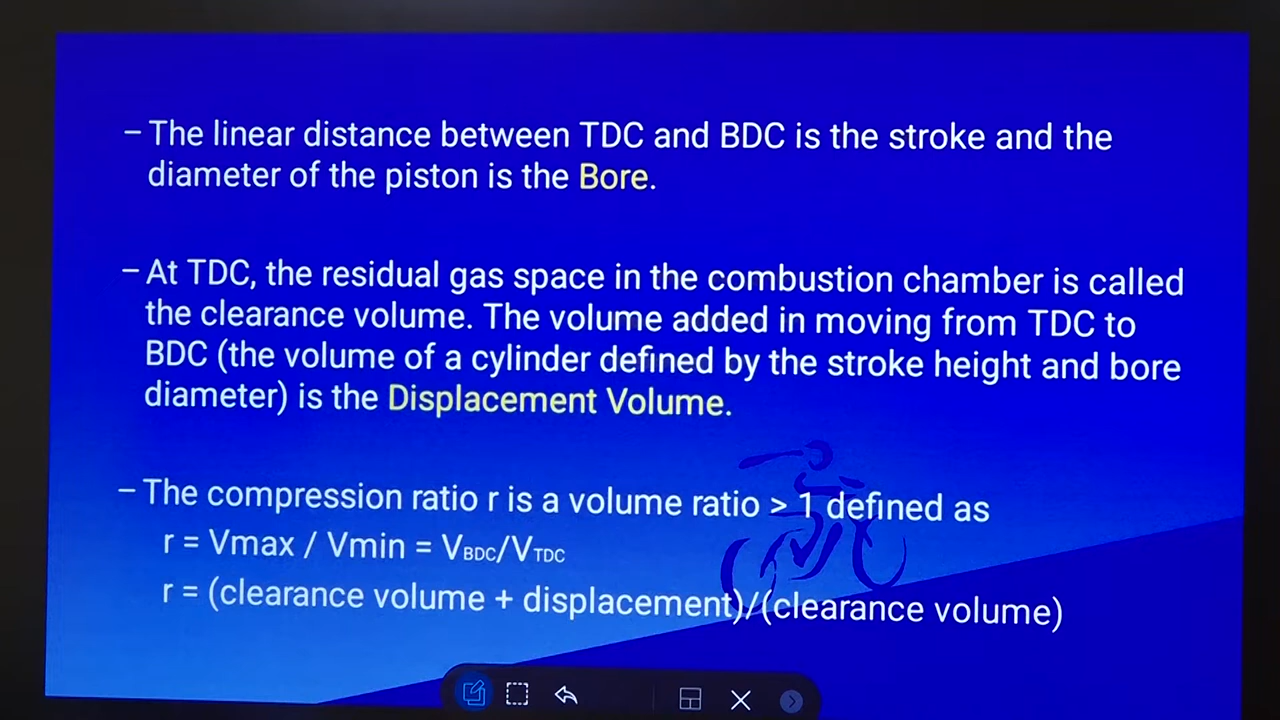 – The linear distance between TDC and BDC is the stroke and the
diameter of the piston is the Bore.
– At TDC, the residual gas space in the combustion chamber is called
the clearance volume. The volume added in moving from TDC to
BDC (the volume of a cylinder defined by the stroke height and bore
diameter) is the Displacement Volume.
– The compression ratio r is a volume ratio > 1 defined as
r = Vmax / Vmin = VBDC/VTDC
r = (clearance volume + displacement)/(clearance volume)